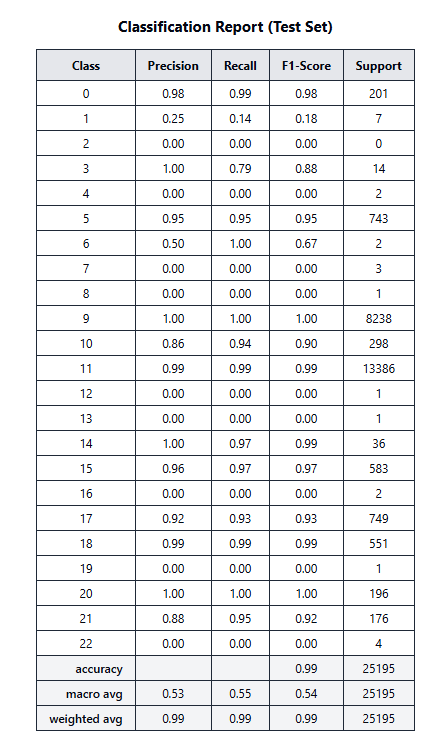 Classification Report (Test Set)
Class Precision Recall F1-Score Support
0 0.98 0.99 0.98 201
1 0.25 0.14 0.18 7
2 0.00 0.00 0.00 0
3 1.00 0.79 0.88 14
4 0.00 0.00 0.00 2
5 0.95 0.95 0.95 743
6 0.50 1.00 0.67 2
7 0.00 0.00 0.00 3
8 0.00 0.00 0.00 1
9 1.00 1.00 1.00 8238
10 0.86 0.94 0.90 298
11 0.99 0.99 0.99 13386
12 0.00 0.00 0.00 1
13 0.00 0.00 0.00 1
14 1.00 0.97 0.99 36
15 0.96 0.97 0.97 583
16 0.00 0.00 0.00 2
17 0.92 0.93 0.93 749
18 0.99 0.99 0.99 551
19 0.00 0.00 0.00 1
20 1.00 1.00 1.00 196
21 0.88 0.95 0.92 176
22 0.00 0.00 0.00 4
accuracy 0.99 25195
macro avg 0.53 0.55 0.54 25195
weighted avg 0.99 0.99 0.99 25195